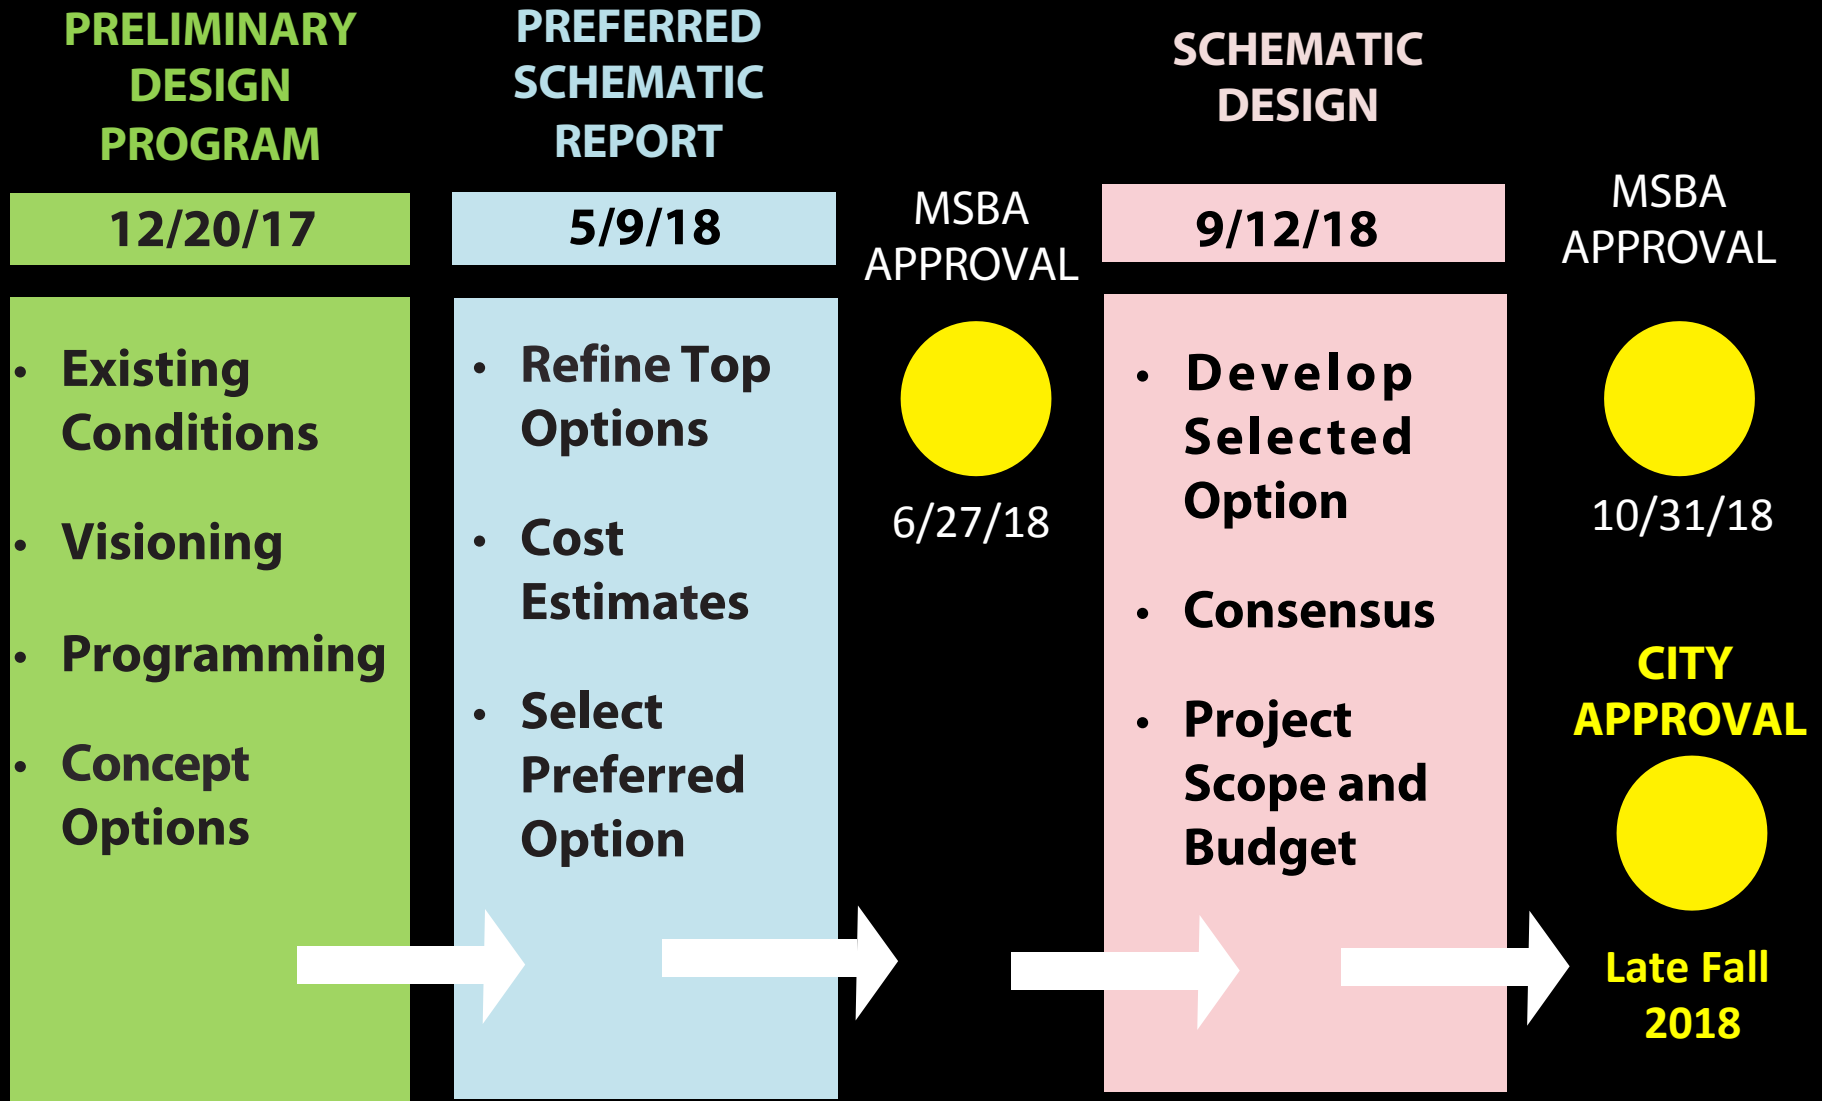 PRELIMINARY
DESIGN
PROGRAM
12/20/17
• Existing
Conditions
• Visioning
• Programming
• Concept
Options
PREFERRED
SCHEMATIC
REPORT
5/9/18
• Refine Top
Options
• Cost
Estimates
• Select
Preferred
Option
MSBA
APPROVAL
6/27/18
SCHEMATIC
DESIGN
9/12/18
• Develop
Selected
Option
• Consensus
• Project
Scope and
Budget
MSBA
APPROVAL
10/31/18
CITY
APPROVAL
Late Fall
2018